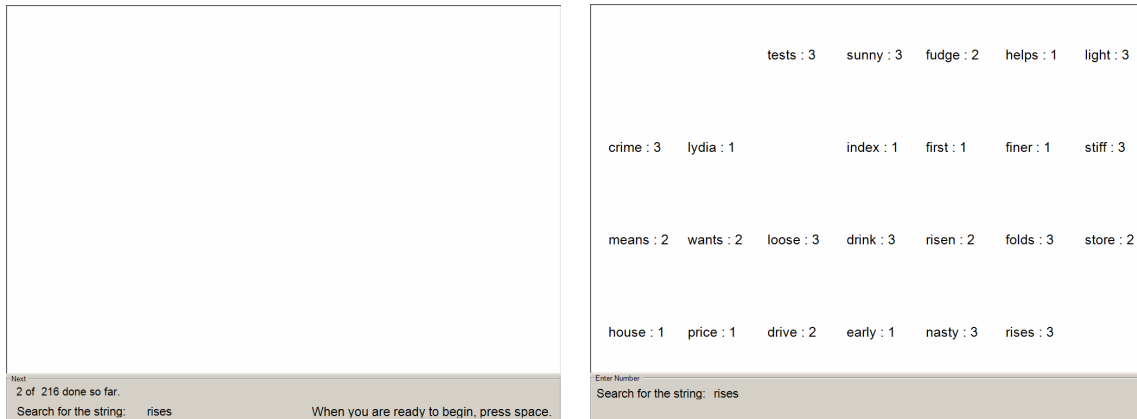 Next
2 of 216 done so far.
Search for the string: rises When you are ready to begin, press space.
tests : 3 sunny : 3 fudge : 2 helps : 1 light : 3
crime : 3 lydia : 1 index : 1 first : 1 finer : 1 stiff : 3
means : 2 wants : 2 loose : 3 drink : 3 risen : 2 folds : 3 store : 2
house : 1 price : 1 drive : 2 early : 1 nasty : 3 rises : 3
Enter Number
Search for the string: rises